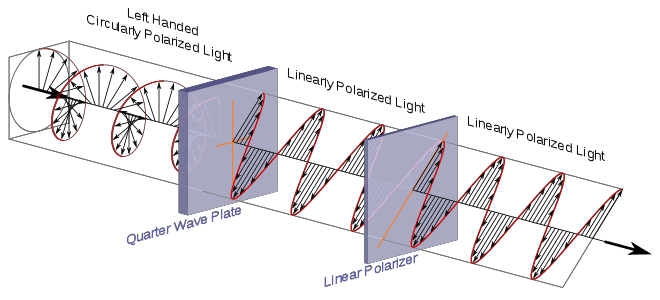 Left Handed
Circularly Polarized Light
Linearly Polarized Light
Linearly Polarized Light
Quarter Wave Plate
Linear Polarizer